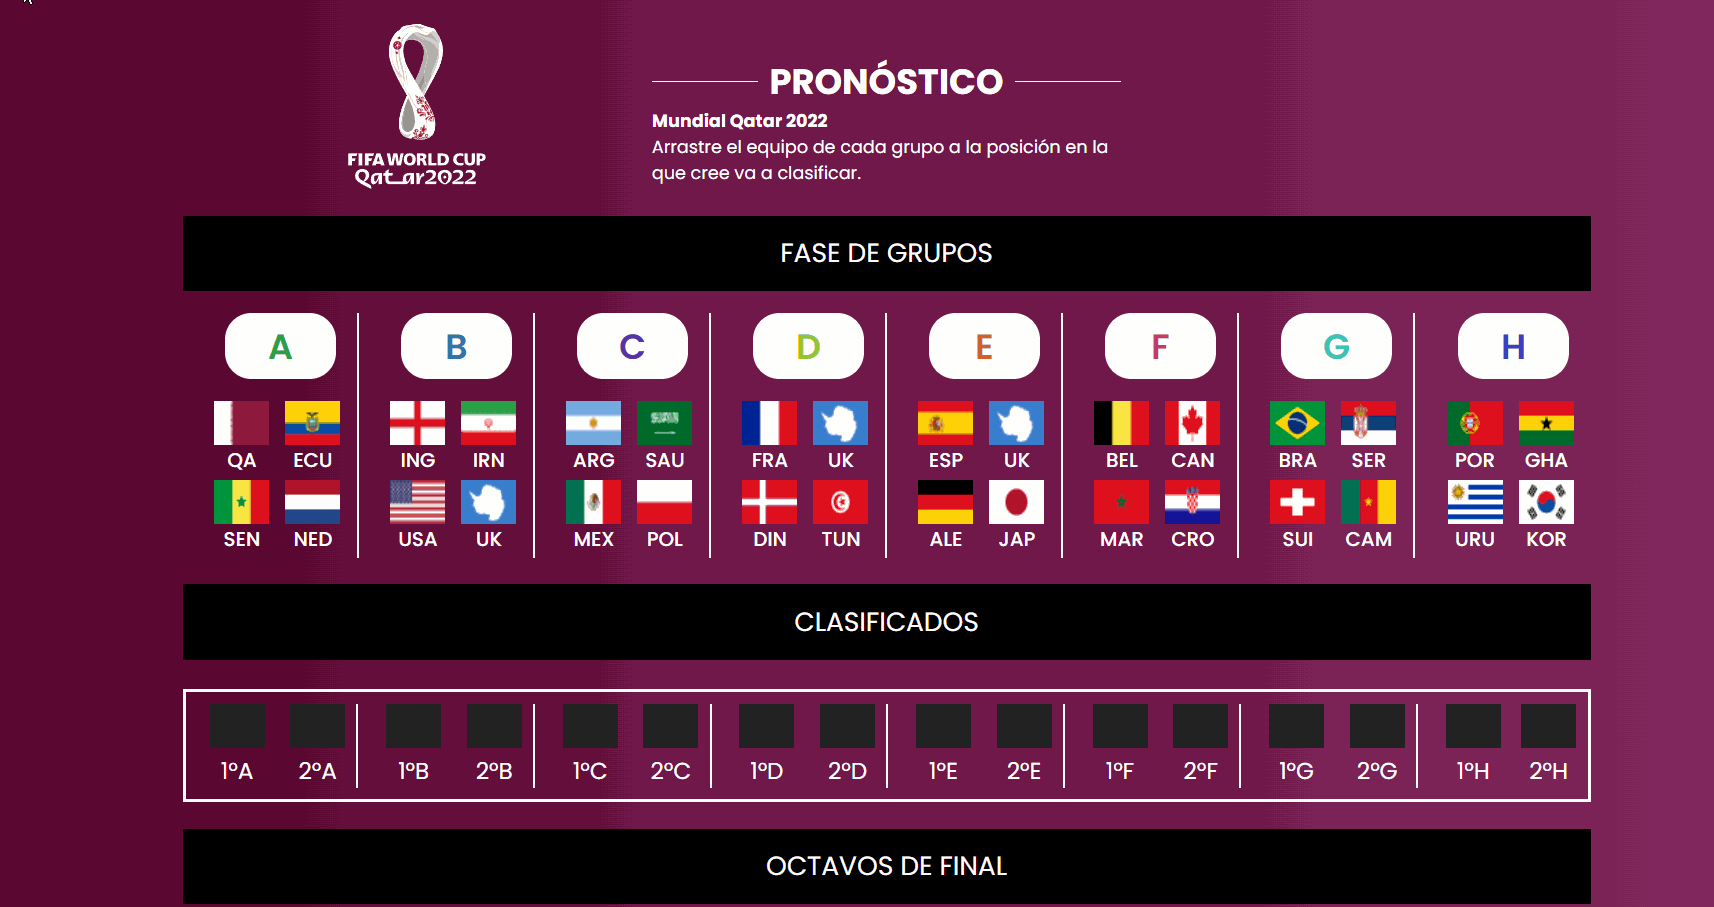 FIFA WORLD CUP
Qatar2022
PRONÓSTICO
Mundial Qatar 2022
Arrastre el equipo de cada grupo a la posición en la
que cree va a clasificar.
FASE DE GRUPOS
A B C D E F G H
QA ECU ING IRN ARG SAU FRA UK ESP UK BEL CAN BRA SER POR GHA
SEN NED USA UK MEX POL DIN TUN ALE JAP MAR CRO SUI CAM URU KOR
CLASIFICADOS
1ºA 2ºA 1ºB 2ºB 1ºC 2ºC 1ºD 2ºD 1ºE 2ºE 1ºF 2ºF 1ºG 2ºG 1ºH 2ºH
OCTAVOS DE FINAL